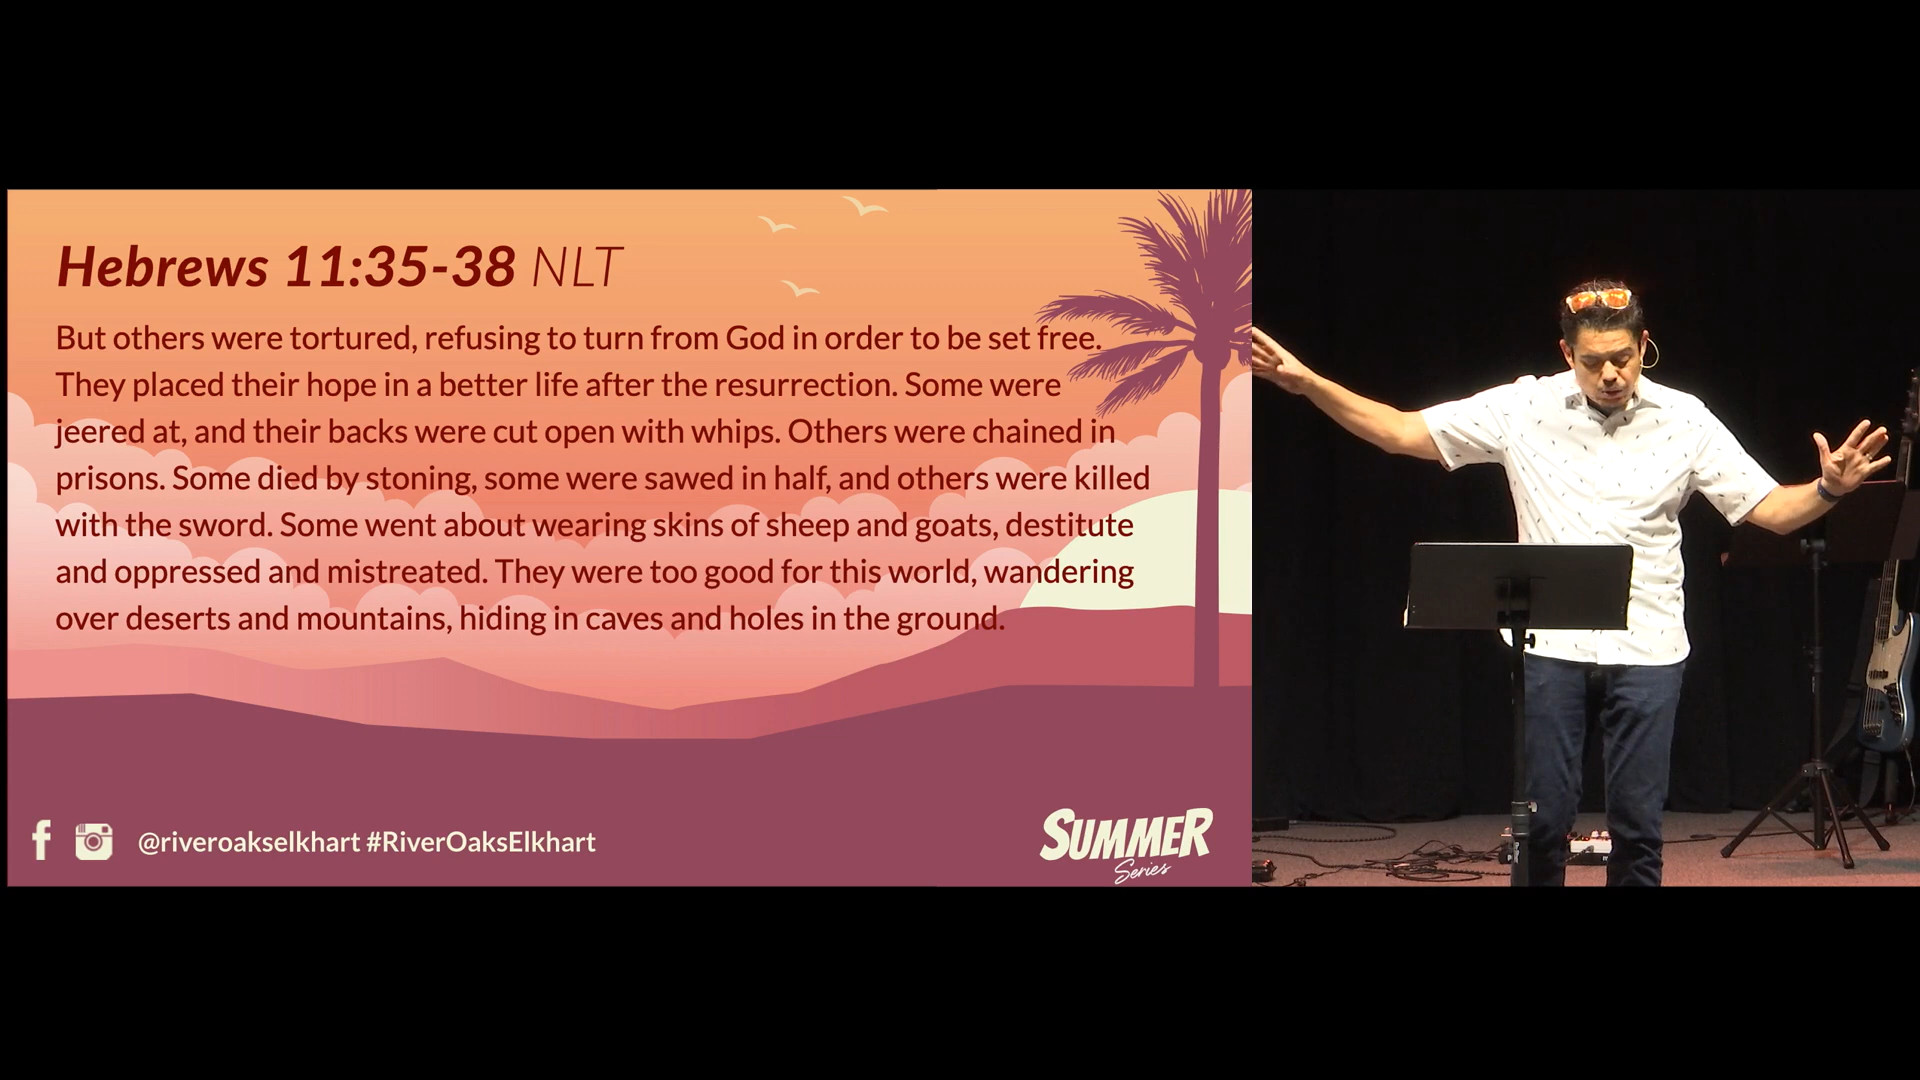 Hebrews 11:35-38 NLT
But others were tortured, refusing to turn from God in order to be set free.
They placed their hope in a better life after the resurrection. Some were
jeered at, and their backs were cut open with whips. Others were chained in
prisons. Some died by stoning, some were sawed in half, and others were killed
with the sword. Some went about wearing skins of sheep and goats, destitute
and oppressed and mistreated. They were too good for this world, wandering
over deserts and mountains, hiding in caves and holes in the ground.
@riveroakselkhart #RiverOaksElkhart
SUMMER
Series